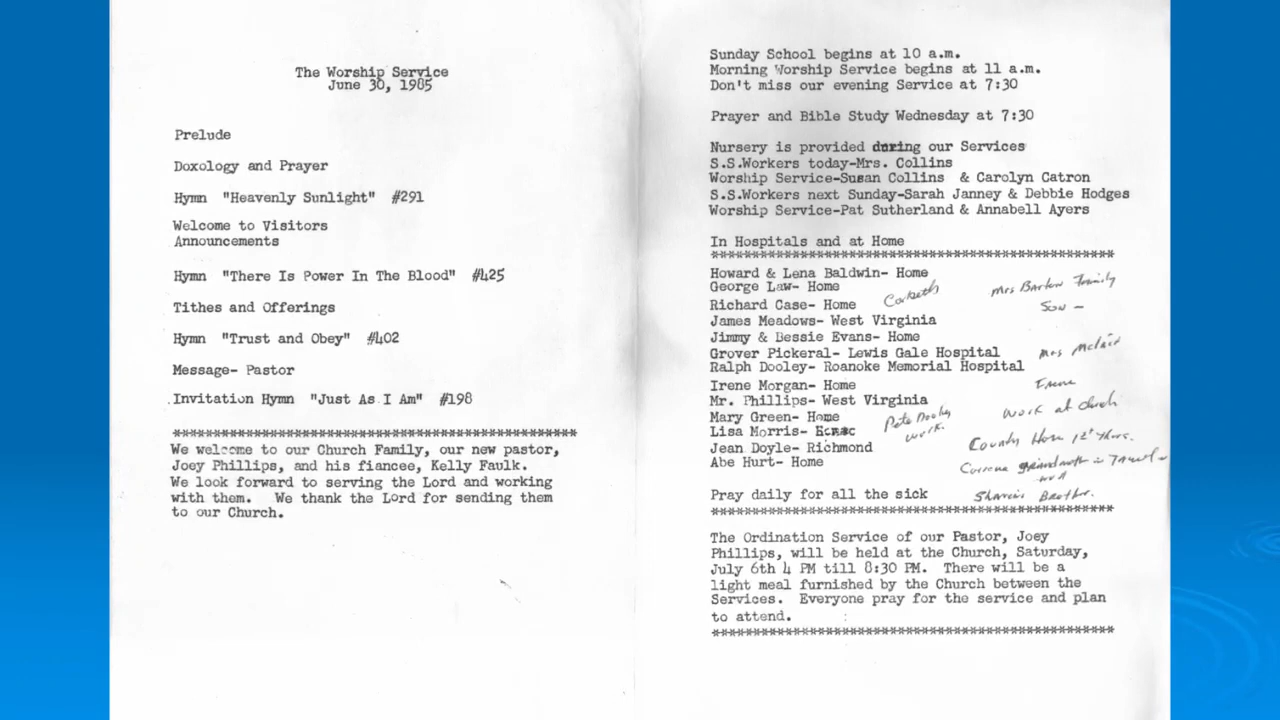 The Worship Service
June 30, 1985
Prelude
Doxology and Prayer
Hymn "Heavenly Sunlight" #291
Welcome to Visitors
Announcements
Hymn "There Is Power In The Blood" #425
Tithes and Offerings
Hymn "Trust and Obey" #402
Message- Pastor
Invitation Hymn "Just As I Am" #198
*****************************************************
We welcome to our Church Family, our new pastor,
Joey Phillips, and his fiancee, Kelly Faulk.
We look forward to serving the Lord and working
with them. We thank the Lord for sending them
to our Church.
Sunday School begins at 10 a.m.
Morning Worship Service begins at 11 a.m.
Don't miss our evening Service at 7:30
Prayer and Bible Study Wednesday at 7:30
Nursery is provided during our Services
S.S.Workers today-Mrs. Collins
Worship Service-Susan Collins & Carolyn Catron
S.S.Workers next Sunday-Sarah Janney & Debbie Hodges
Worship Service-Pat Sutherland & Annabell Ayers
In Hospitals and at Home
*****************************************************
Howard & Lena Baldwin- Home
George Law- Home
Mrs Barton Family
Richard Case- Home
Son -
James Meadows- West Virginia
Jimmy & Bessie Evans- Home
Grover Pickeral- Lewis Gale Hospital
Mrs McLain
Ralph Dooley- Roanoke Memorial Hospital
Irene Morgan- Home
Mr. Phillips- West Virginia
Mary Green- Home
Pete Dooley
work.
work at church
Lisa Morris-
Jean Doyle- Richmond
County Home 12
Abe Hurt- Home
Pray daily for all the sick
Brother.
*****************************************************
The Ordination Service of our Pastor, Joey
Phillips, will be held at the Church, Saturday,
July 6th 4 PM till 8:30 PM. There will be a
light meal furnished by the Church between the
Services. Everyone pray for the service and plan
to attend.
*****************************************************